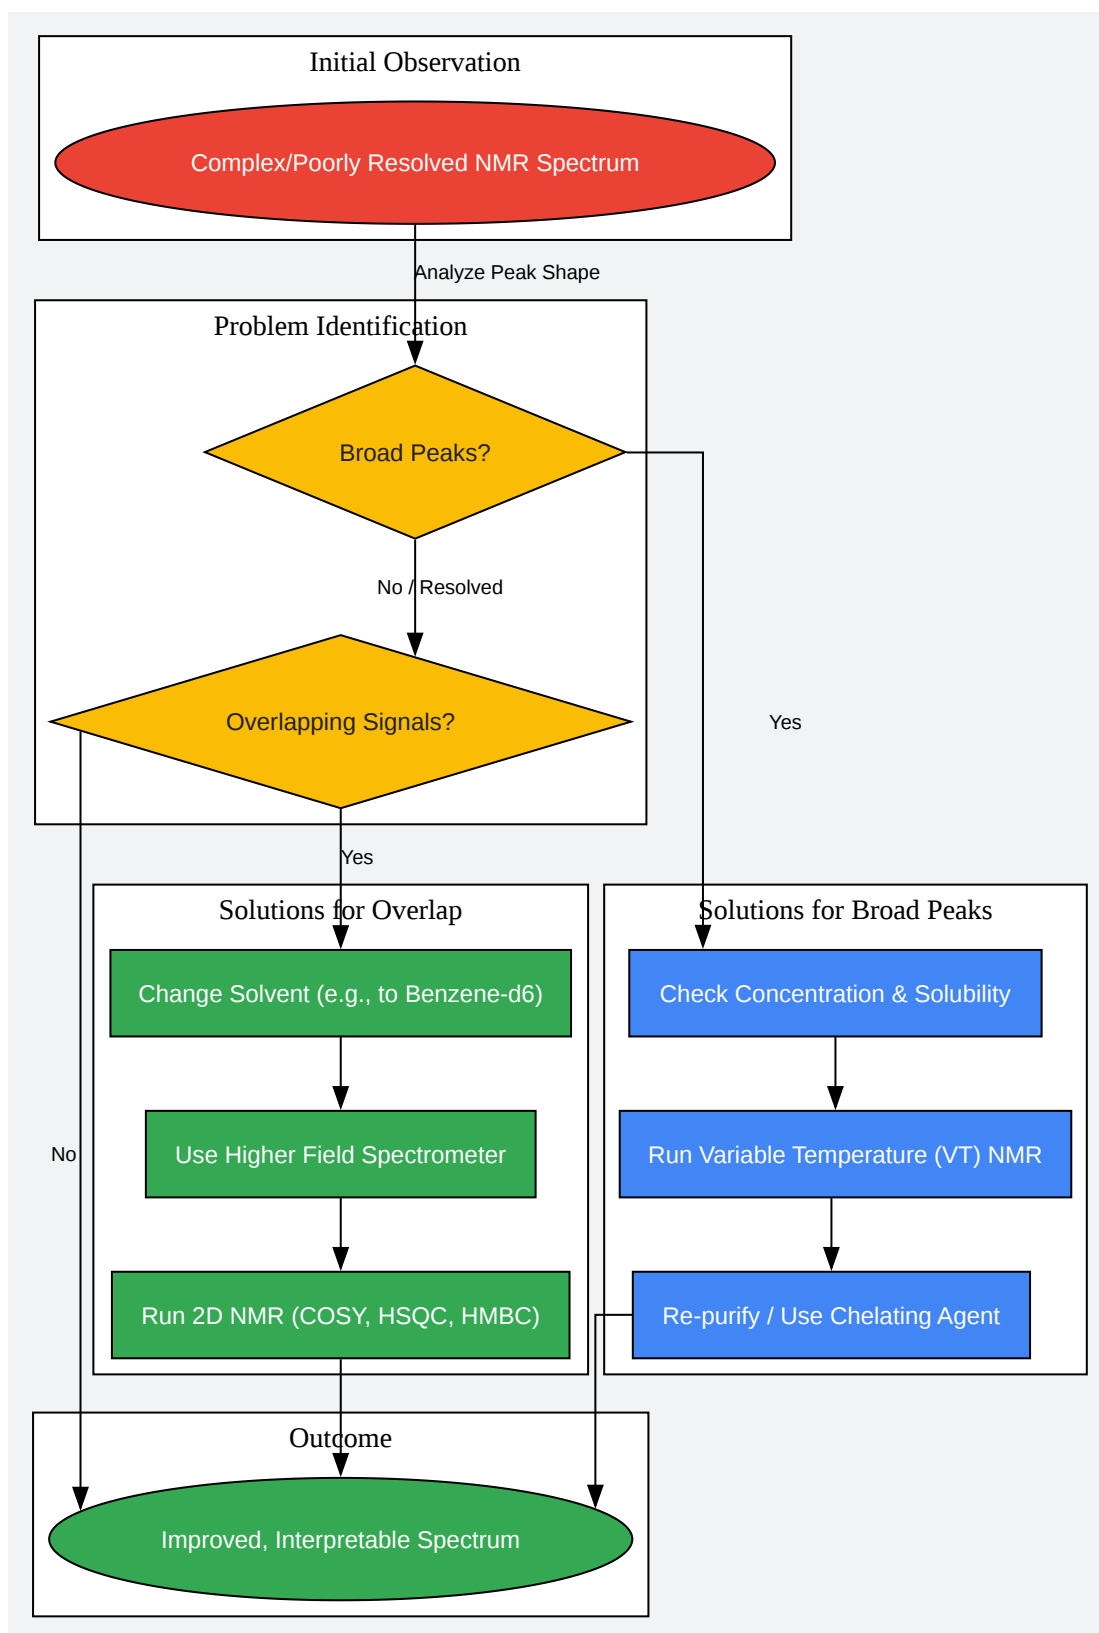 Initial Observation
Complex/Poorly Resolved NMR Spectrum
Analyze Peak Shape
Problem Identification
Broad Peaks?
No / Resolved
Overlapping Signals?
Yes
Yes
Solutions for Overlap
Solutions for Broad Peaks
Change Solvent (e.g., to Benzene-d6)
Check Concentration & Solubility
No
Use Higher Field Spectrometer
Run Variable Temperature (VT) NMR
Run 2D NMR (COSY, HSQC, HMBC)
Re-purify / Use Chelating Agent
Outcome
Improved, Interpretable Spectrum